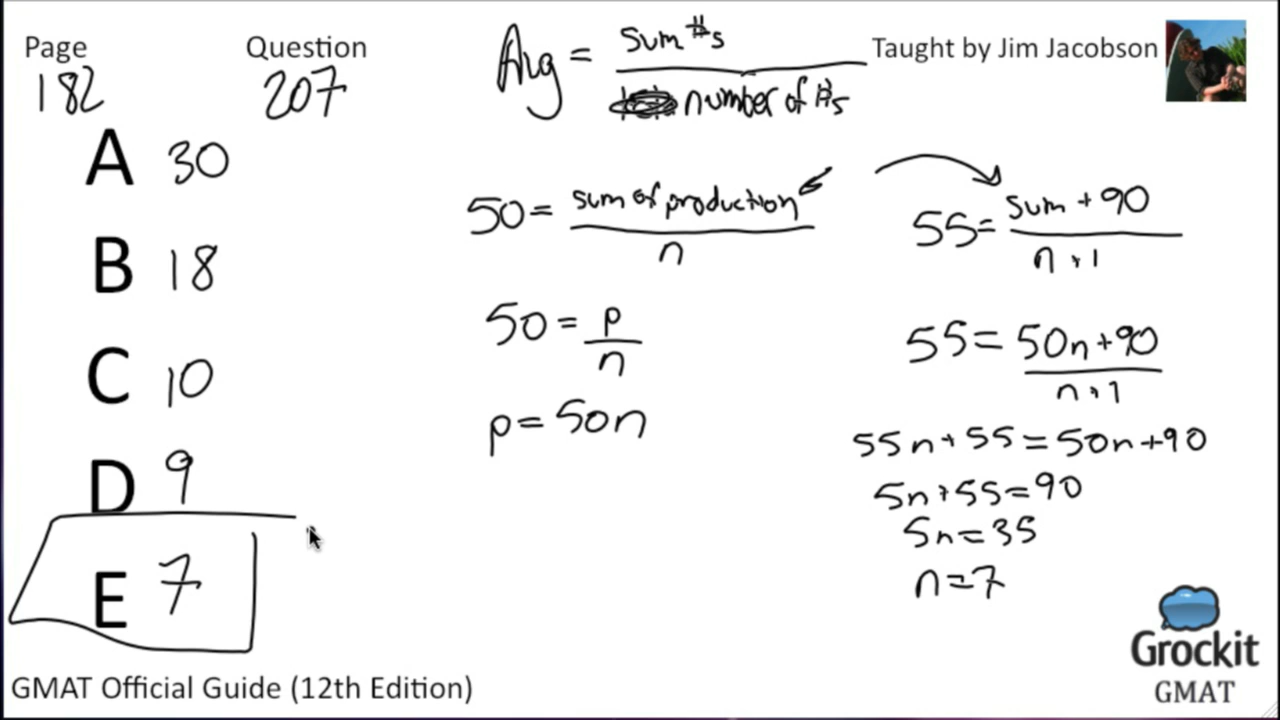 Page
182
Question
207
Avg = sum #s
number of #s
Taught by Jim Jacobson
A 30
B 18
C 10
D 9
E 7
50 = sum of production
n
50 = p
n
p = 50n
55 = sum + 90
n + 1
55 = 50n + 90
n + 1
55n + 55 = 50n + 90
5n + 55 = 90
5n = 35
n = 7
GMAT Official Guide (12th Edition)
Grockit
GMAT